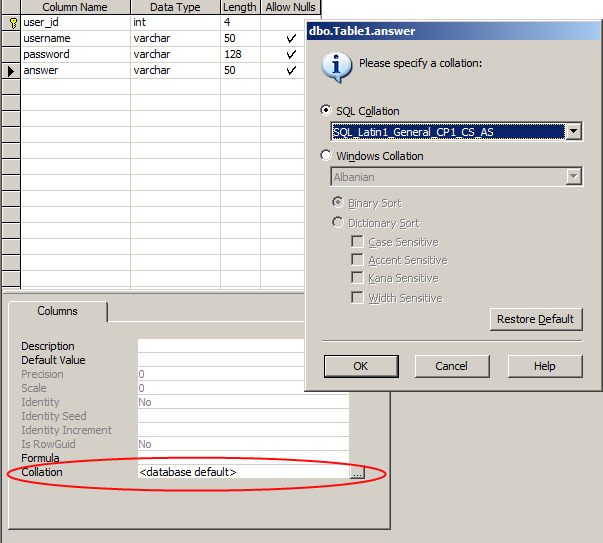 Column Name Data Type Length Allow Nulls
user_id int 4
username varchar 50
password varchar 128
answer varchar 50
dbo.Table1.answer
Please specify a collation:
SQL Collation
SQL_Latin1_General_CP1_CS_AS
Windows Collation
Albanian
Binary Sort
Dictionary Sort
Case Sensitive
Accent Sensitive
Kana Sensitive
Width Sensitive
Restore Default
OK Cancel Help
Columns
Description
Default Value
Precision 0
Scale 0
Identity No
Identity Seed
Identity Increment
Is RowGuid No
Formula
Collation <database default> ...